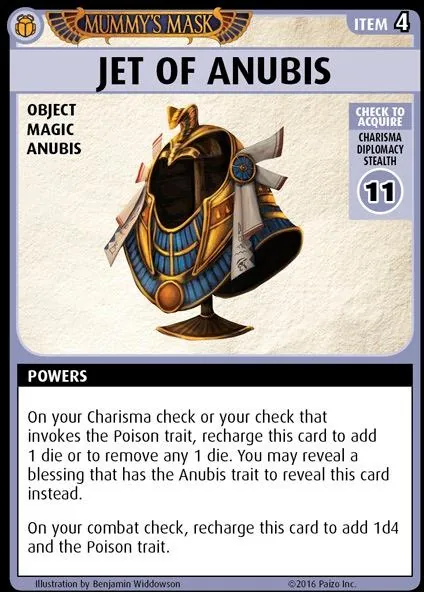 MUMMY'S MASK
ITEM 4
JET OF ANUBIS
OBJECT
MAGIC
ANUBIS
CHECK TO
ACQUIRE
CHARISMA
DIPLOMACY
STEALTH
11
POWERS
On your Charisma check or your check that
invokes the Poison trait, recharge this card to add
1 die or to remove any 1 die. You may reveal a
blessing that has the Anubis trait to reveal this card
instead.
On your combat check, recharge this card to add 1d4
and the Poison trait.
Illustration by Benjamin Widdowson
©2016 Paizo Inc.